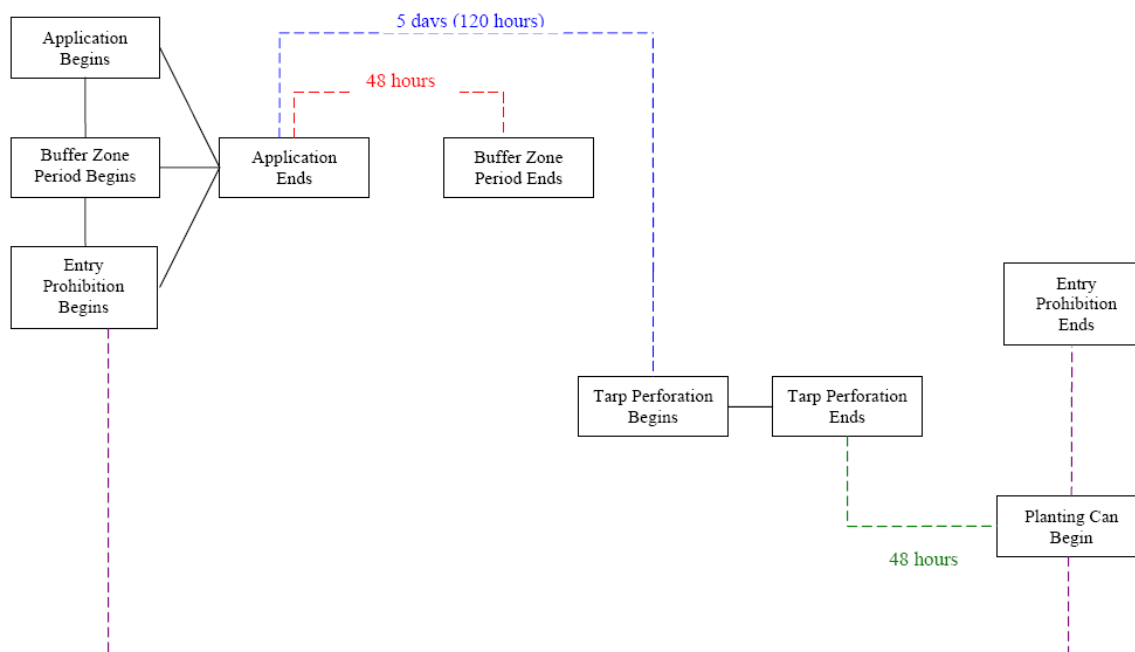 5 days (120 hours)
Application
Begins
48 hours
Buffer Zone
Period Begins
Application
Ends
Buffer Zone
Period Ends
Entry
Prohibition
Begins
Entry
Prohibition
Ends
Tarp Perforation
Begins
Tarp Perforation
Ends
Planting Can
Begin
48 hours